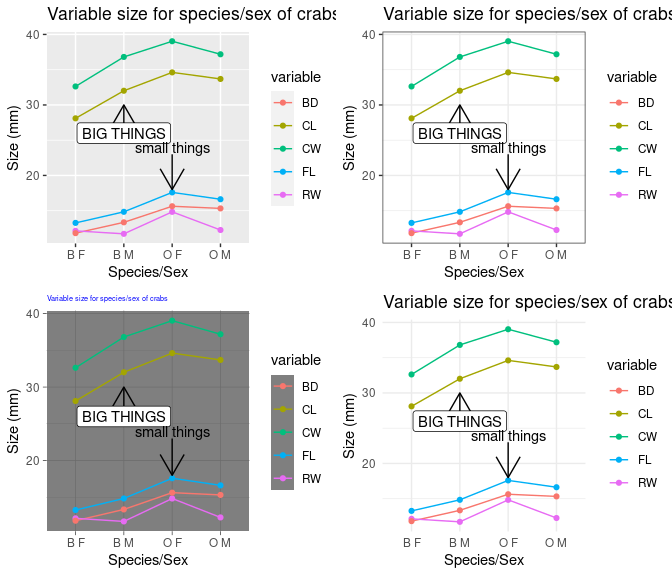 Variable size for species/sex of crabs
40
30
20
Size (mm)
BIG THINGS
small things
B F B M O F O M
Species/Sex
variable
BD
CL
CW
FL
RW
Variable size for species/sex of crabs
40
30
20
Size (mm)
BIG THINGS
small things
B F B M O F O M
Species/Sex
variable
BD
CL
CW
FL
RW
Variable size for species/sex of crabs
40
30
20
Size (mm)
BIG THINGS
small things
B F B M O F O M
Species/Sex
variable
BD
CL
CW
FL
RW
Variable size for species/sex of crabs
40
30
20
Size (mm)
BIG THINGS
small things
B F B M O F O M
Species/Sex
variable
BD
CL
CW
FL
RW